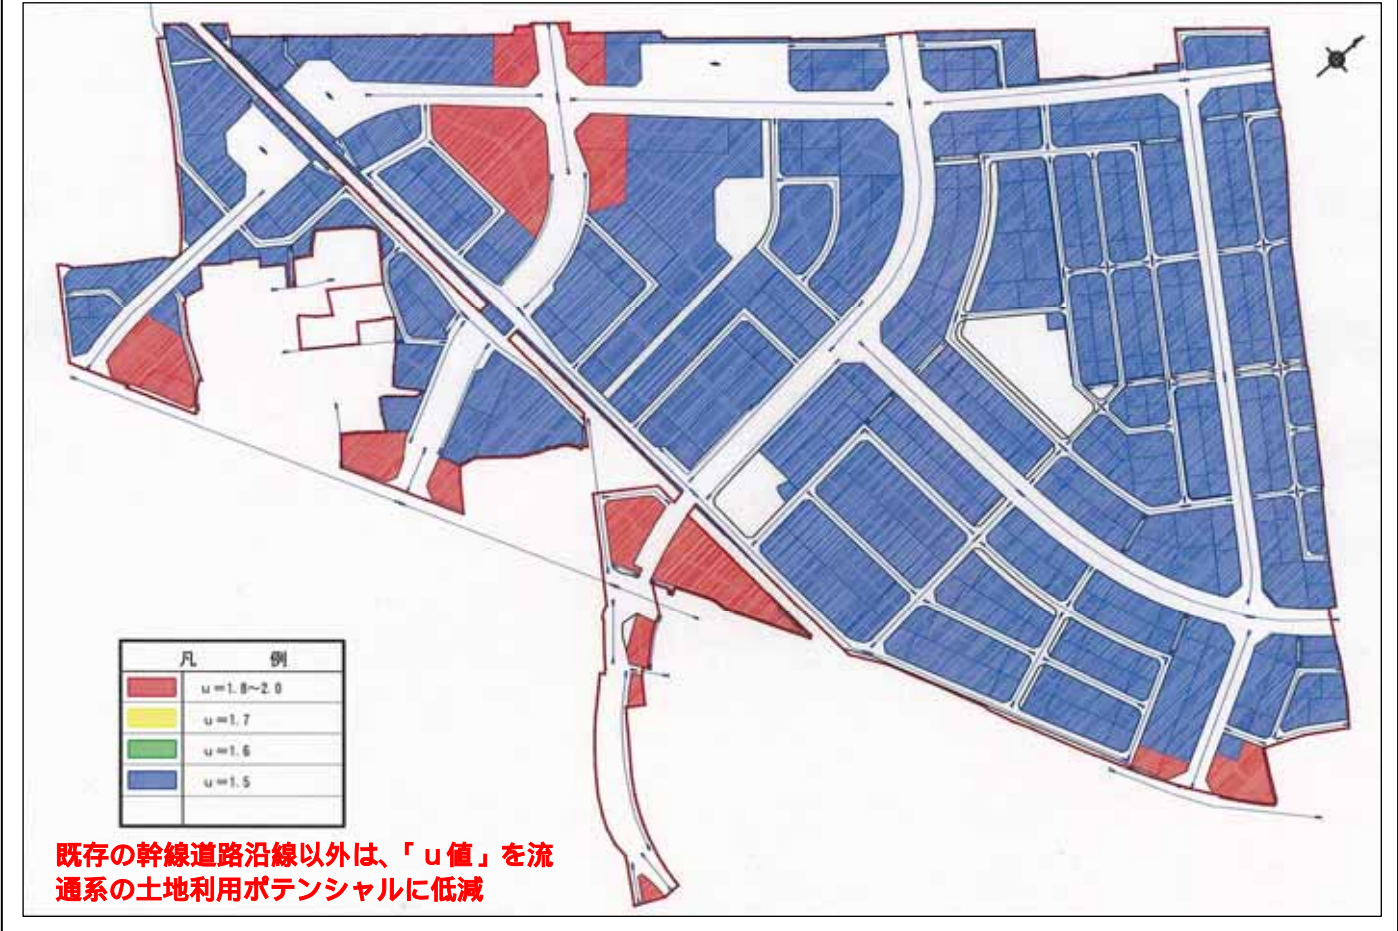 凡 例
u=1.8~2.0
u=1.7
u=1.6
u=1.5
既存の幹線道路沿線以外は、「u値」を流
通系の土地利用ポテンシャルに低減